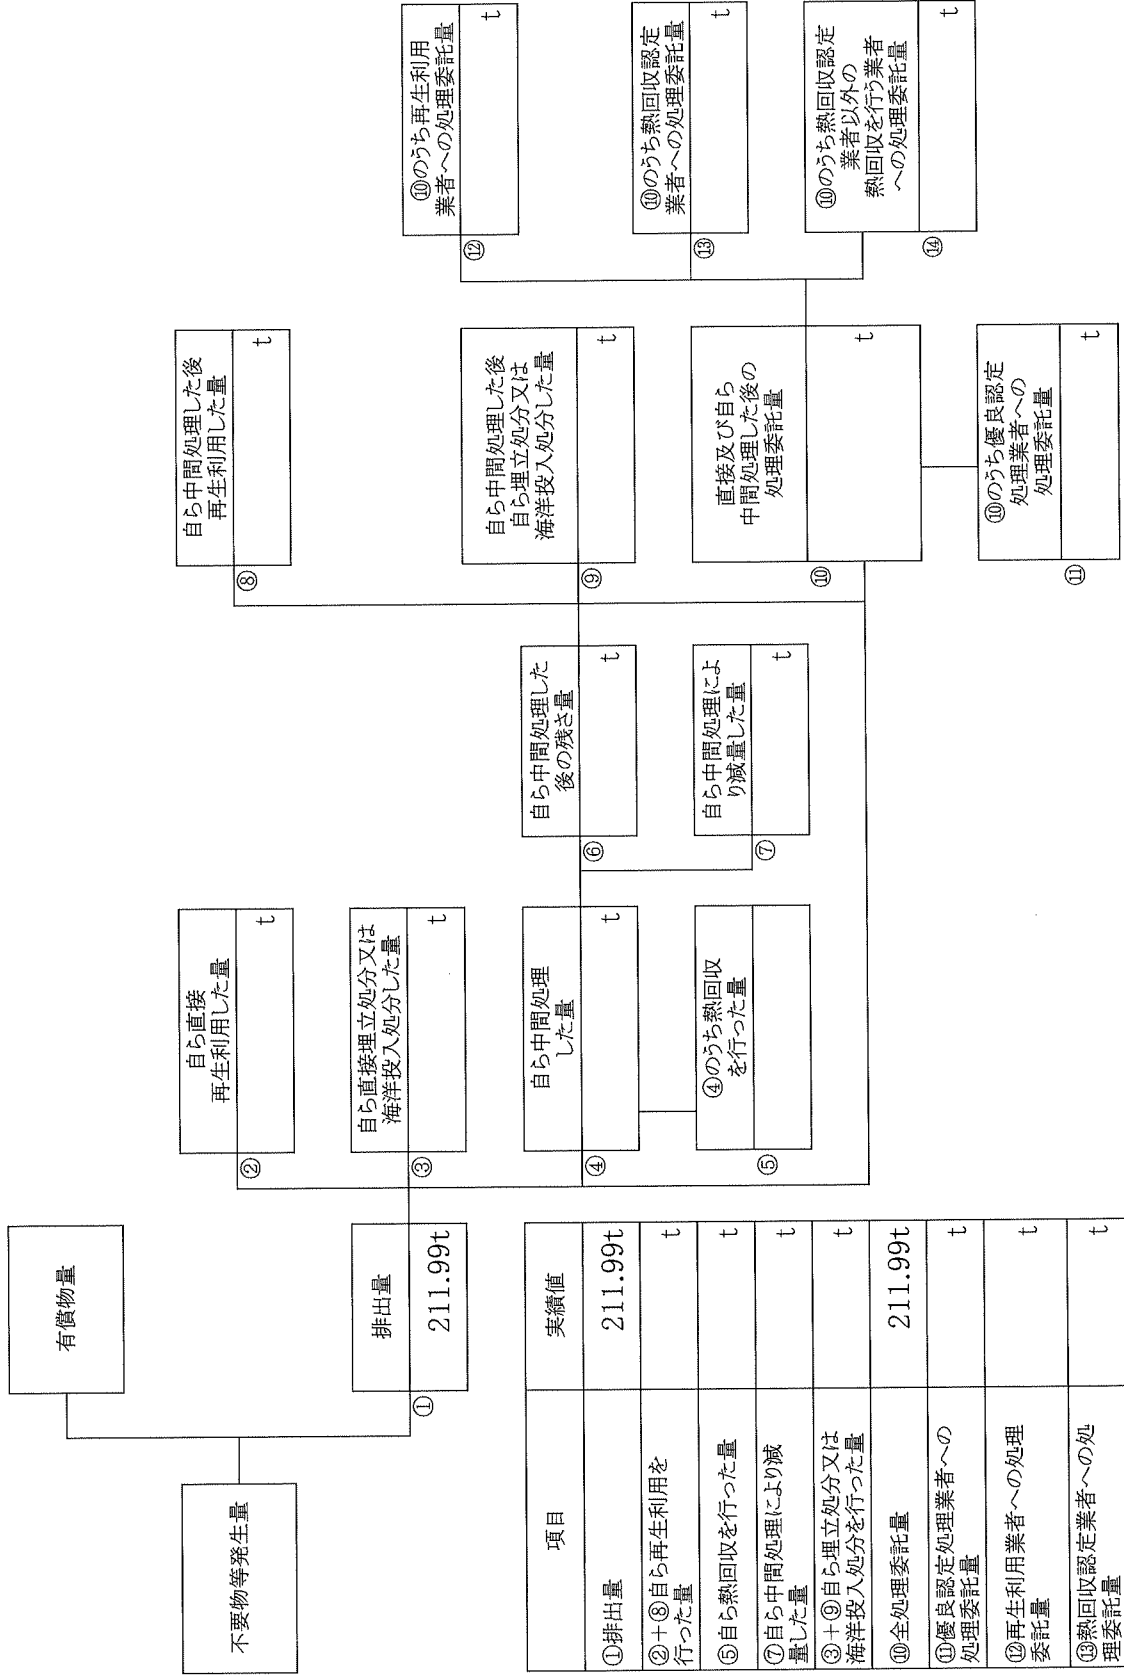 不要物等発生量
有償物量
排出量
①
211.99t
自ら直接
再生利用した量
②
t
自ら直接埋立処分又は
海洋投入処分した量
③
t
自ら中間処理
した量
④
t
④のうち熱回収
を行った量
⑤
自ら中間処理した
後の残さ量
⑥
t
自ら中間処理によ
り減量した量
⑦
t
自ら中間処理した後
再生利用した量
⑧
t
自ら中間処理した後
自ら埋立処分又は
海洋投入処分した量
⑨
t
直接及び自ら
中間処理した後の
処理委託量
⑩
t
⑩のうち優良認定
処理業者への
処理委託量
⑪
t
⑩のうち再生利用
業者への処理委託量
⑫
t
⑩のうち熱回収認定
業者への処理委託量
⑬
t
⑩のうち熱回収認定
業者以外の
熱回収を行う業者
への処理委託量
⑭
t
項目 実績値
①排出量 211.99t
②+⑧自ら再生利用を
行った量 t
⑤自ら熱回収を行った量 t
⑦自ら中間処理により減
量した量 t
③+⑨自ら埋立処分又は
海洋投入処分を行った量 t
⑩全処理委託量 211.99t
⑪優良認定処理業者への
処理委託量 t
⑫再生利用業者への処理
委託量 t
⑬熱回収認定業者への処
理委託量 t